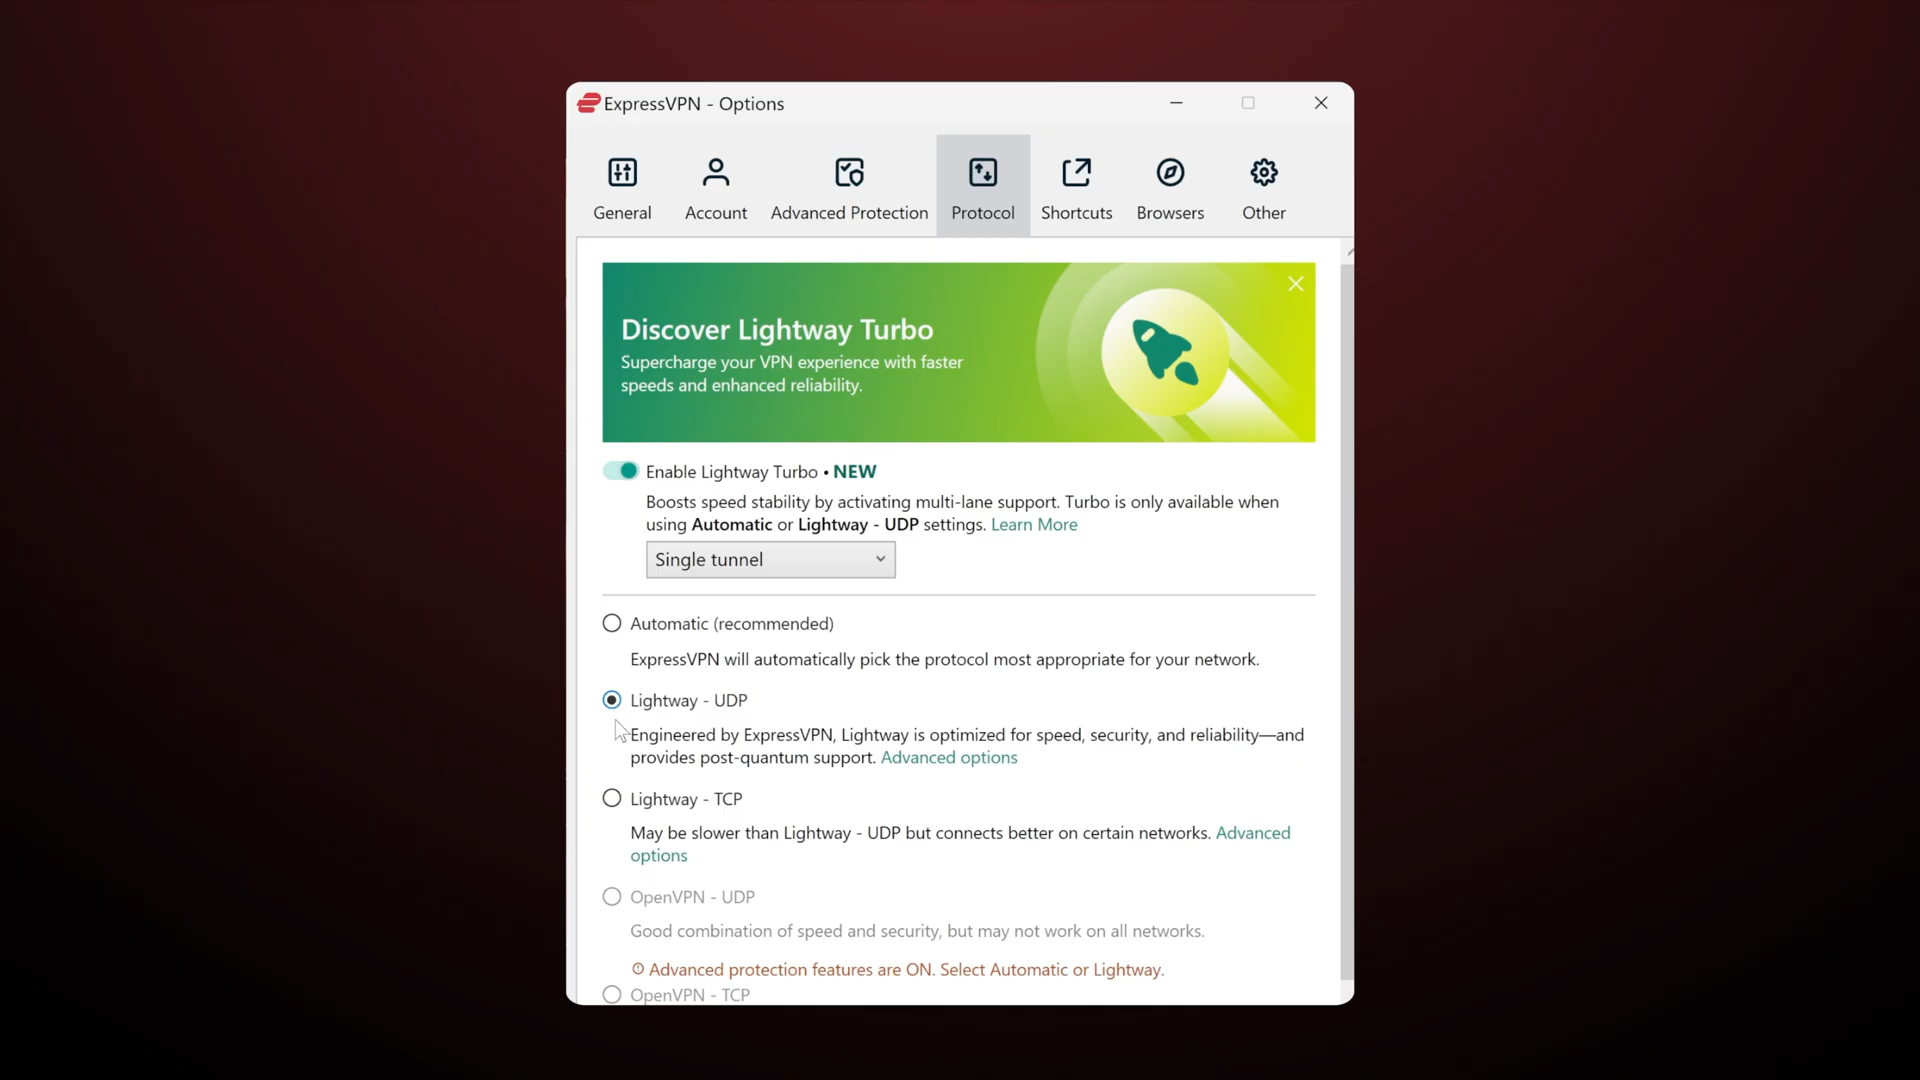 ExpressVPN - Options
General
Account
Advanced Protection
Protocol
Shortcuts
Browsers
Other
Discover Lightway Turbo
Supercharge your VPN experience with faster
speeds and enhanced reliability.
Enable Lightway Turbo • NEW
Boosts speed stability by activating multi-lane support. Turbo is only available when
using Automatic or Lightway - UDP settings. Learn More
Single tunnel
Automatic (recommended)
ExpressVPN will automatically pick the protocol most appropriate for your network.
Lightway - UDP
Engineered by ExpressVPN, Lightway is optimized for speed, security, and reliability—and
provides post-quantum support. Advanced options
Lightway - TCP
May be slower than Lightway - UDP but connects better on certain networks. Advanced
options
OpenVPN - UDP
Good combination of speed and security, but may not work on all networks.
Advanced protection features are ON. Select Automatic or Lightway.
OpenVPN - TCP